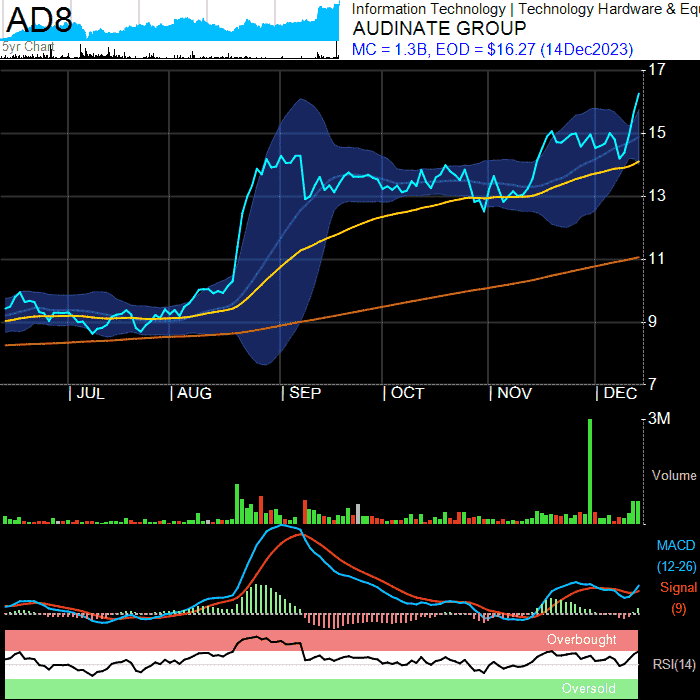 AD8
5yr Chart
Information Technology | Technology Hardware & Equ
AUDINATE GROUP
MC = 1.3B, EOD = $16.27 (14Dec2023)
17
15
13
11
9
7
JUL AUG SEP OCT NOV DEC
3M
Volume
MACD
(12-26)
Signal
(9)
Overbought
RSI(14)
Oversold